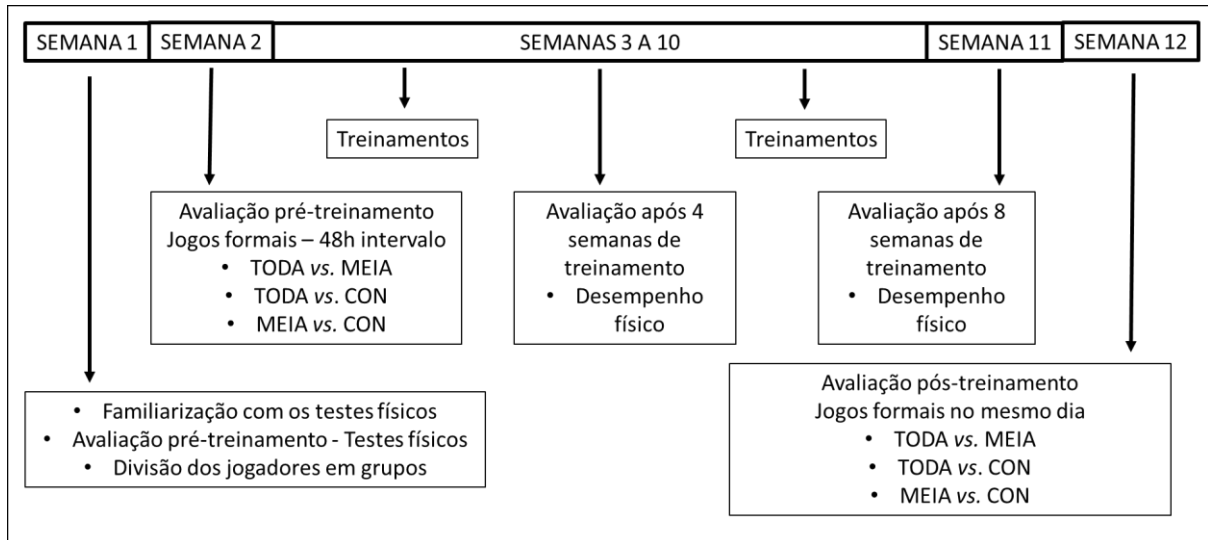 SEMANA 1
SEMANA 2
SEMANAS 3 A 10
SEMANA 11
SEMANA 12
Treinamentos
Treinamentos
Avaliação pré-treinamento
Jogos formais – 48h intervalo
• TODA vs. MEIA
• TODA vs. CON
• MEIA vs. CON
Avaliação após 4
semanas de
treinamento
• Desempenho
físico
Avaliação após 8
semanas de
treinamento
• Desempenho
físico
• Familiarização com os testes físicos
• Avaliação pré-treinamento - Testes físicos
• Divisão dos jogadores em grupos
Avaliação pós-treinamento
Jogos formais no mesmo dia
• TODA vs. MEIA
• TODA vs. CON
• MEIA vs. CON